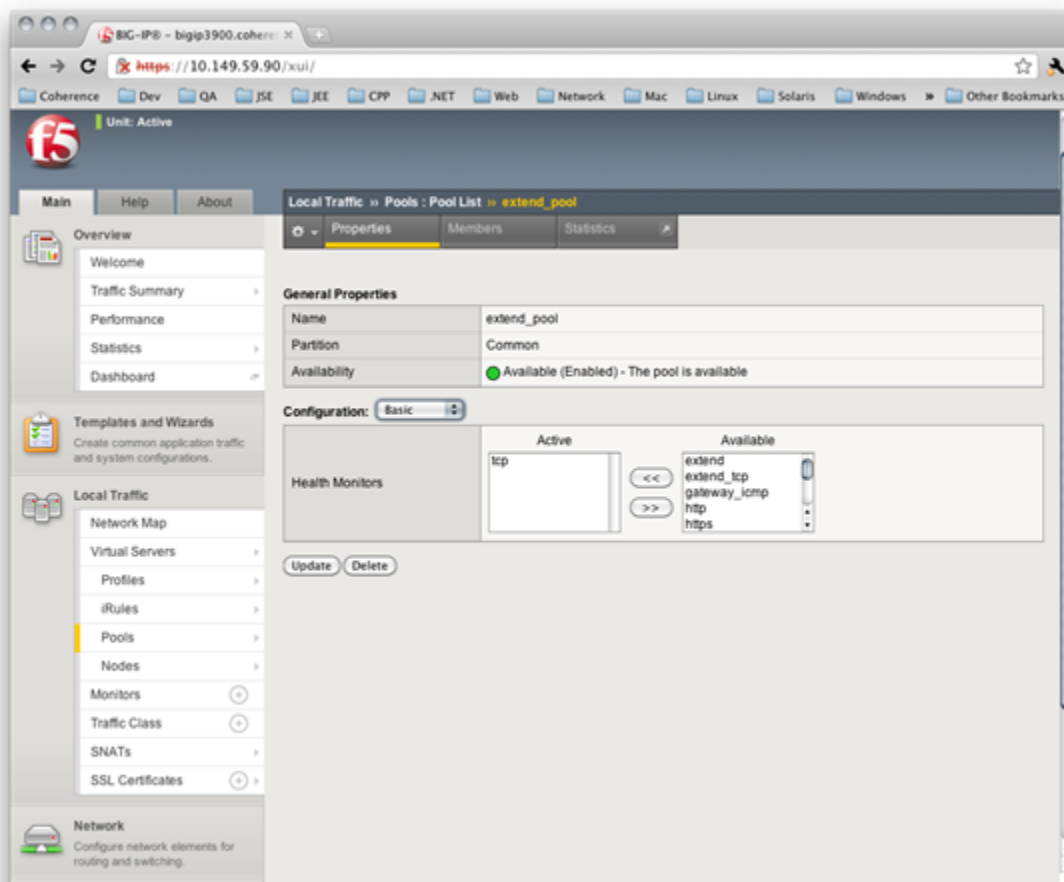 BIG-IP® – bigip3900.cohere
https://10.149.59.90/xui/
Coherence Dev QA JSE JEE CPP .NET Web Network Mac Linux Solaris Windows » Other Bookmarks
f5
Unit: Active
Main Help About
Local Traffic » Pools : Pool List » extend_pool
Properties Members Statistics
Overview
Welcome
Traffic Summary
Performance
Statistics
Dashboard
Templates and Wizards
Create common application traffic
and system configurations.
Local Traffic
Network Map
Virtual Servers
Profiles
iRules
Pools
Nodes
Monitors
Traffic Class
SNATs
SSL Certificates
Network
Configure network elements for
routing and switching.
General Properties
Name extend_pool
Partition Common
Availability Available (Enabled) - The pool is available
Configuration: Basic
Health Monitors
Active
tcp
<<
>>
Available
extend
extend_tcp
gateway_icmp
http
https
Update Delete